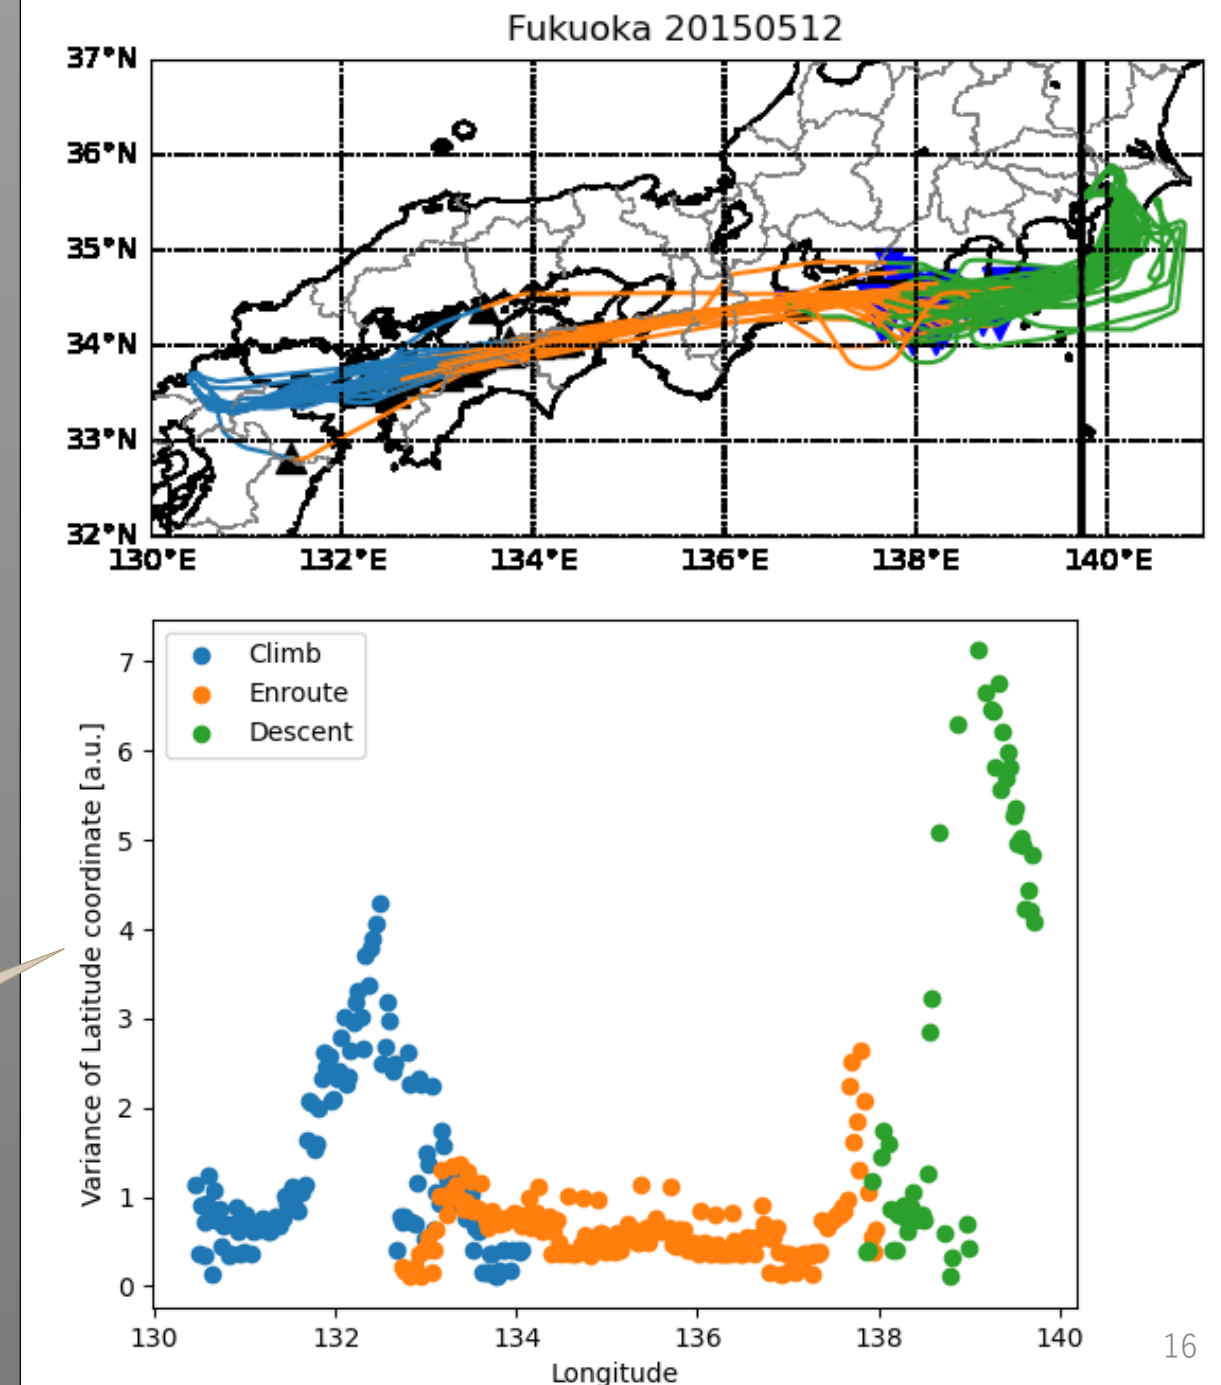 Fukuoka 20150512
37°N
36°N
35°N
34°N
33°N
32°N
130°E 132°E 134°E 136°E 138°E 140°E
Climb
Enroute
Descent
Variance of Latitude coordinate [a.u.]
7
6
5
4
3
2
1
0
130 132 134 136 138 140
Longitude
16